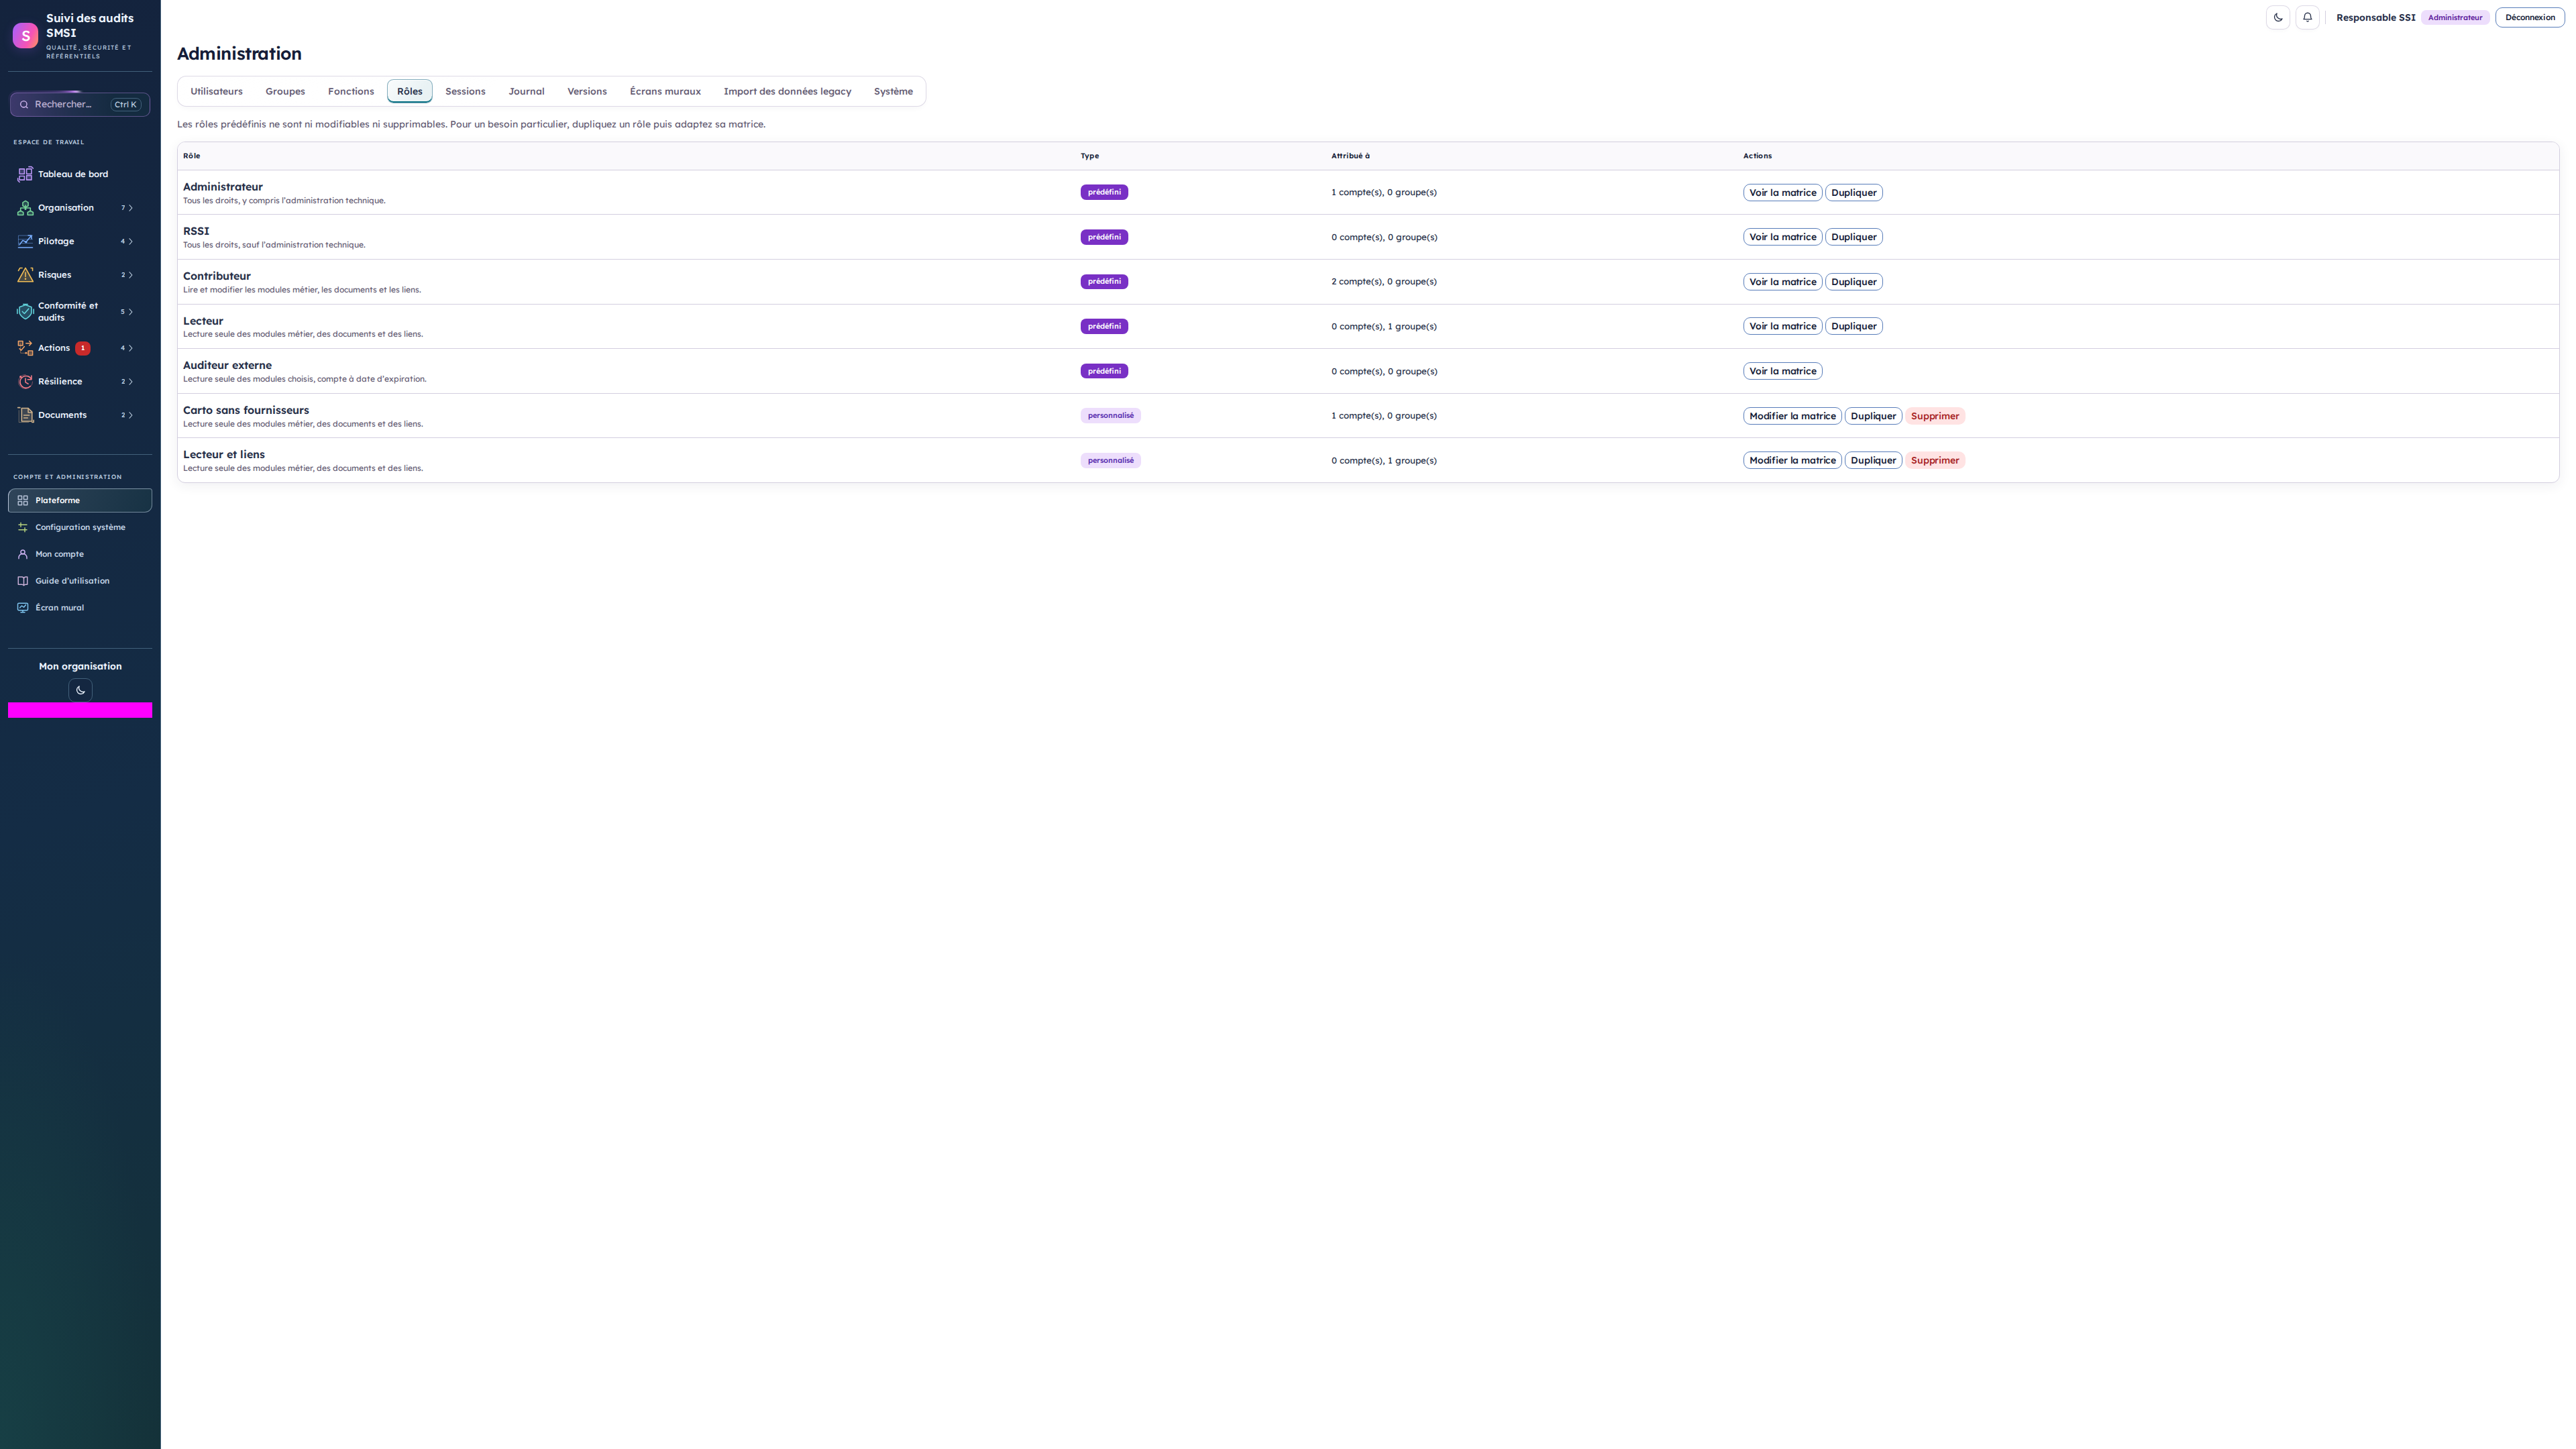 Suivi des audits
SMSI
QUALITÉ, SÉCURITÉ ET
RÉFÉRENTIELS
S
Rechercher… Ctrl K
ESPACE DE TRAVAIL
Tableau de bord
Organisation 7
Pilotage 4
Risques 2
Conformité et
audits 5
Actions 1 4
Résilience 2
Documents 2
COMPTE ET ADMINISTRATION
Plateforme
Configuration système
Mon compte
Guide d’utilisation
Écran mural
Mon organisation
Responsable SSI Administrateur Déconnexion
Administration
Utilisateurs Groupes Fonctions Rôles Sessions Journal Versions Écrans muraux Import des données legacy Système
Les rôles prédéfinis ne sont ni modifiables ni supprimables. Pour un besoin particulier, dupliquez un rôle puis adaptez sa matrice.
Rôle Type Attribué à Actions
Administrateur
Tous les droits, y compris l’administration technique.
prédéfini 1 compte(s), 0 groupe(s) Voir la matrice Dupliquer
RSSI
Tous les droits, sauf l’administration technique.
prédéfini 0 compte(s), 0 groupe(s) Voir la matrice Dupliquer
Contributeur
Lire et modifier les modules métier, les documents et les liens.
prédéfini 2 compte(s), 0 groupe(s) Voir la matrice Dupliquer
Lecteur
Lecture seule des modules métier, des documents et des liens.
prédéfini 0 compte(s), 1 groupe(s) Voir la matrice Dupliquer
Auditeur externe
Lecture seule des modules choisis, compte à date d’expiration.
prédéfini 0 compte(s), 0 groupe(s) Voir la matrice
Carto sans fournisseurs
Lecture seule des modules métier, des documents et des liens.
personnalisé 1 compte(s), 0 groupe(s) Modifier la matrice Dupliquer Supprimer
Lecteur et liens
Lecture seule des modules métier, des documents et des liens.
personnalisé 0 compte(s), 1 groupe(s) Modifier la matrice Dupliquer Supprimer